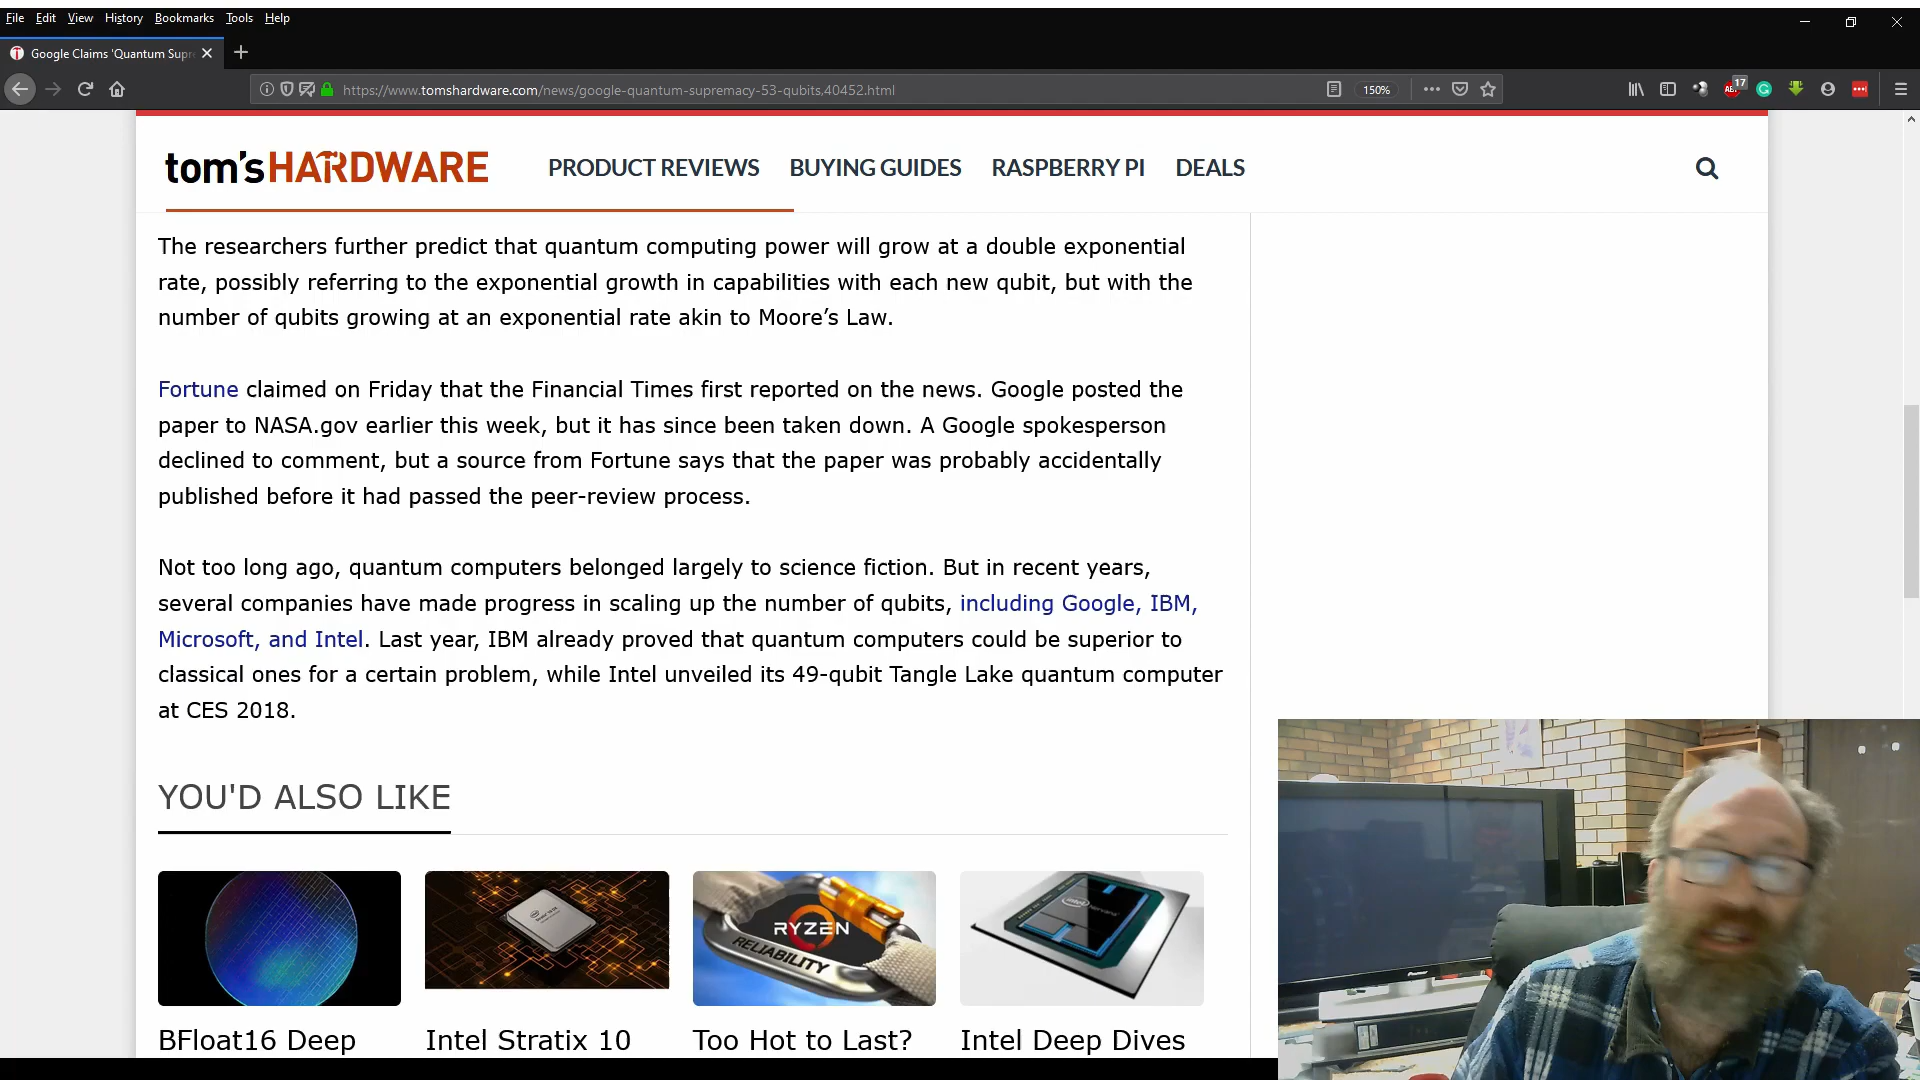 File Edit View History Bookmarks Tools Help
Google Claims 'Quantum Supr
https://www.tomshardware.com/news/google-quantum-supremacy-53-qubits,40452.html
150%
17
tom's HARDWARE
PRODUCT REVIEWS BUYING GUIDES RASPBERRY PI DEALS
The researchers further predict that quantum computing power will grow at a double exponential
rate, possibly referring to the exponential growth in capabilities with each new qubit, but with the
number of qubits growing at an exponential rate akin to Moore’s Law.
Fortune claimed on Friday that the Financial Times first reported on the news. Google posted the
paper to NASA.gov earlier this week, but it has since been taken down. A Google spokesperson
declined to comment, but a source from Fortune says that the paper was probably accidentally
published before it had passed the peer-review process.
Not too long ago, quantum computers belonged largely to science fiction. But in recent years,
several companies have made progress in scaling up the number of qubits, including Google, IBM,
Microsoft, and Intel. Last year, IBM already proved that quantum computers could be superior to
classical ones for a certain problem, while Intel unveiled its 49-qubit Tangle Lake quantum computer
at CES 2018.
YOU'D ALSO LIKE
RYZEN
RELIABILITY
BFloat16 Deep
Intel Stratix 10
Too Hot to Last?
Intel Deep Dives